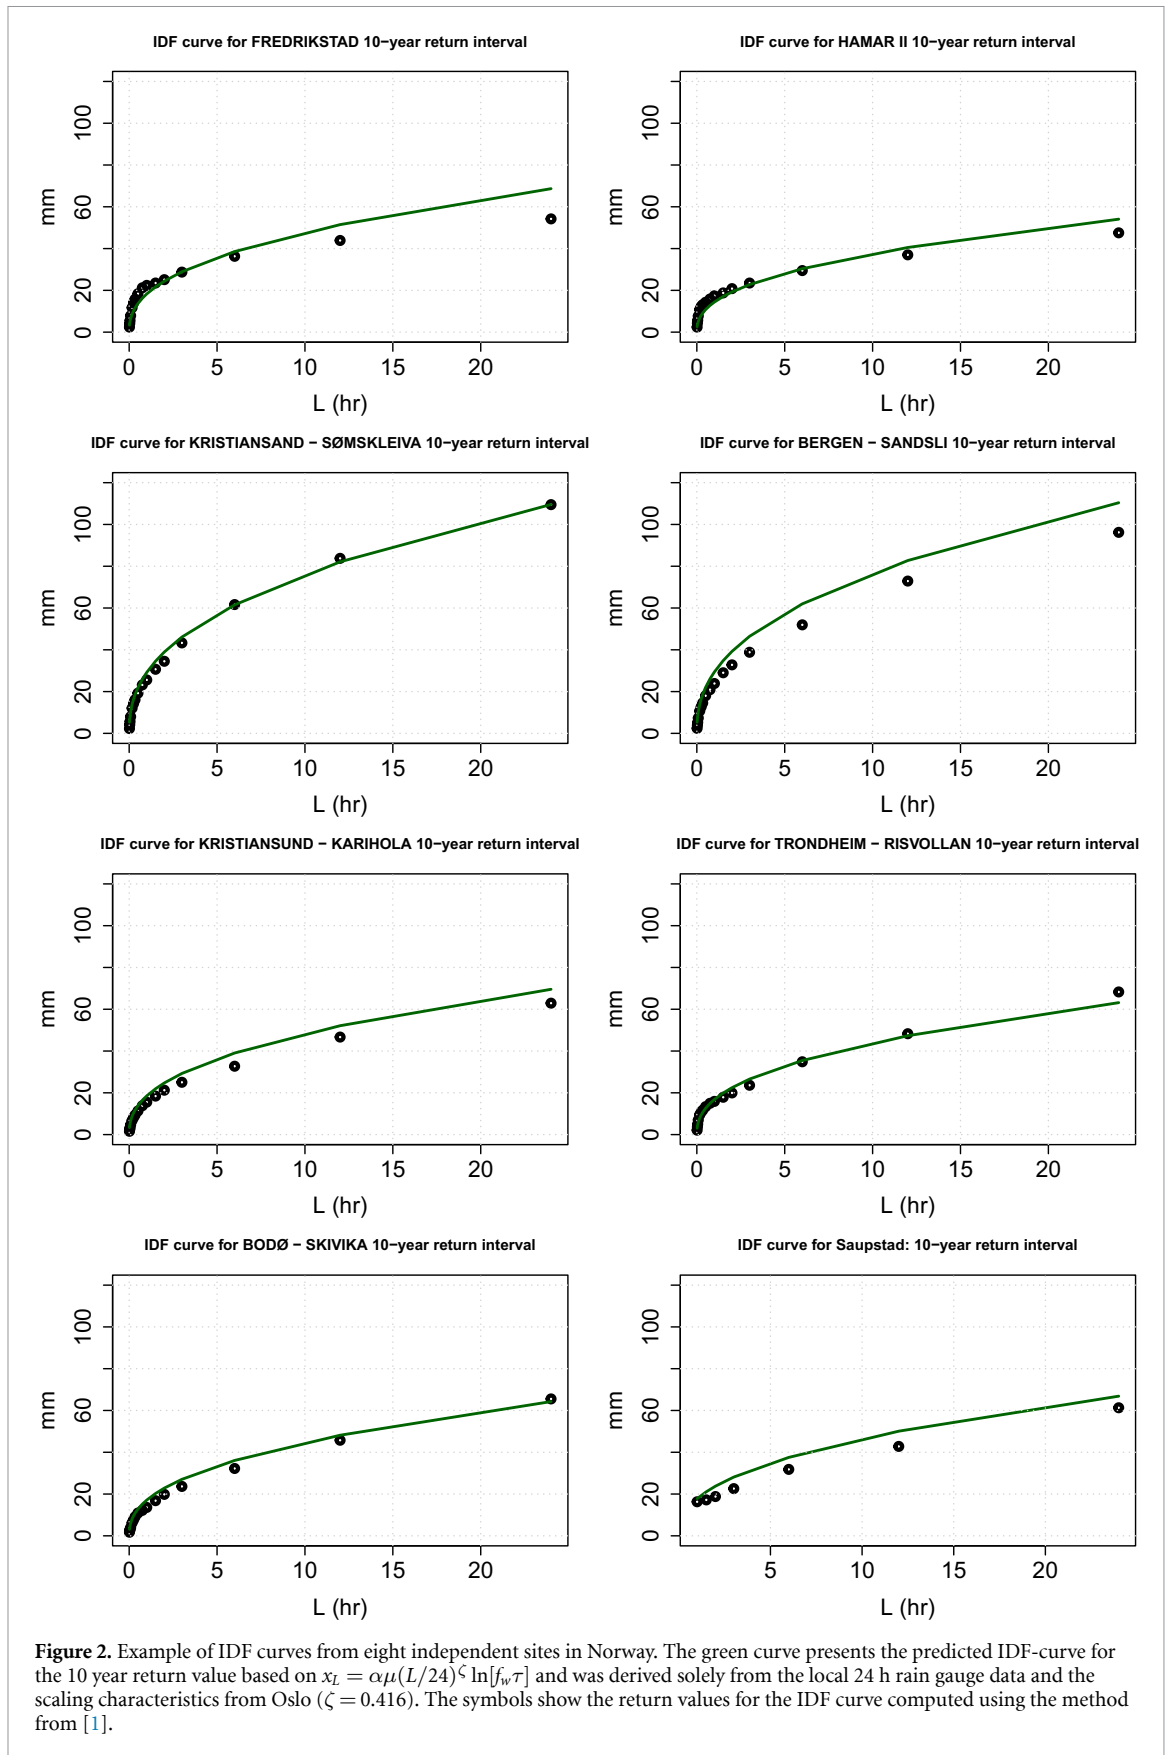 IDF curve for FREDRIKSTAD 10−year return interval
mm
0 20 60 100
0 5 10 15 20
L (hr)
IDF curve for HAMAR II 10−year return interval
mm
0 20 60 100
0 5 10 15 20
L (hr)
IDF curve for KRISTIANSAND − SØMSKLEIVA 10−year return interval
mm
0 20 60 100
0 5 10 15 20
L (hr)
IDF curve for BERGEN − SANDSLI 10−year return interval
mm
0 20 60 100
0 5 10 15 20
L (hr)
IDF curve for KRISTIANSUND − KARIHOLA 10−year return interval
mm
0 20 60 100
0 5 10 15 20
L (hr)
IDF curve for TRONDHEIM − RISVOLLAN 10−year return interval
mm
0 20 60 100
0 5 10 15 20
L (hr)
IDF curve for BODØ − SKIVIKA 10−year return interval
mm
0 20 60 100
0 5 10 15 20
L (hr)
IDF curve for Saupstad: 10−year return interval
mm
0 20 60 100
5 10 15 20
L (hr)
Figure 2. Example of IDF curves from eight independent sites in Norway. The green curve presents the predicted IDF-curve for
the 10 year return value based on x_L = αμ(L/24)^ζ ln[f_wτ] and was derived solely from the local 24 h rain gauge data and the
scaling characteristics from Oslo (ζ = 0.416). The symbols show the return values for the IDF curve computed using the method
from [1].